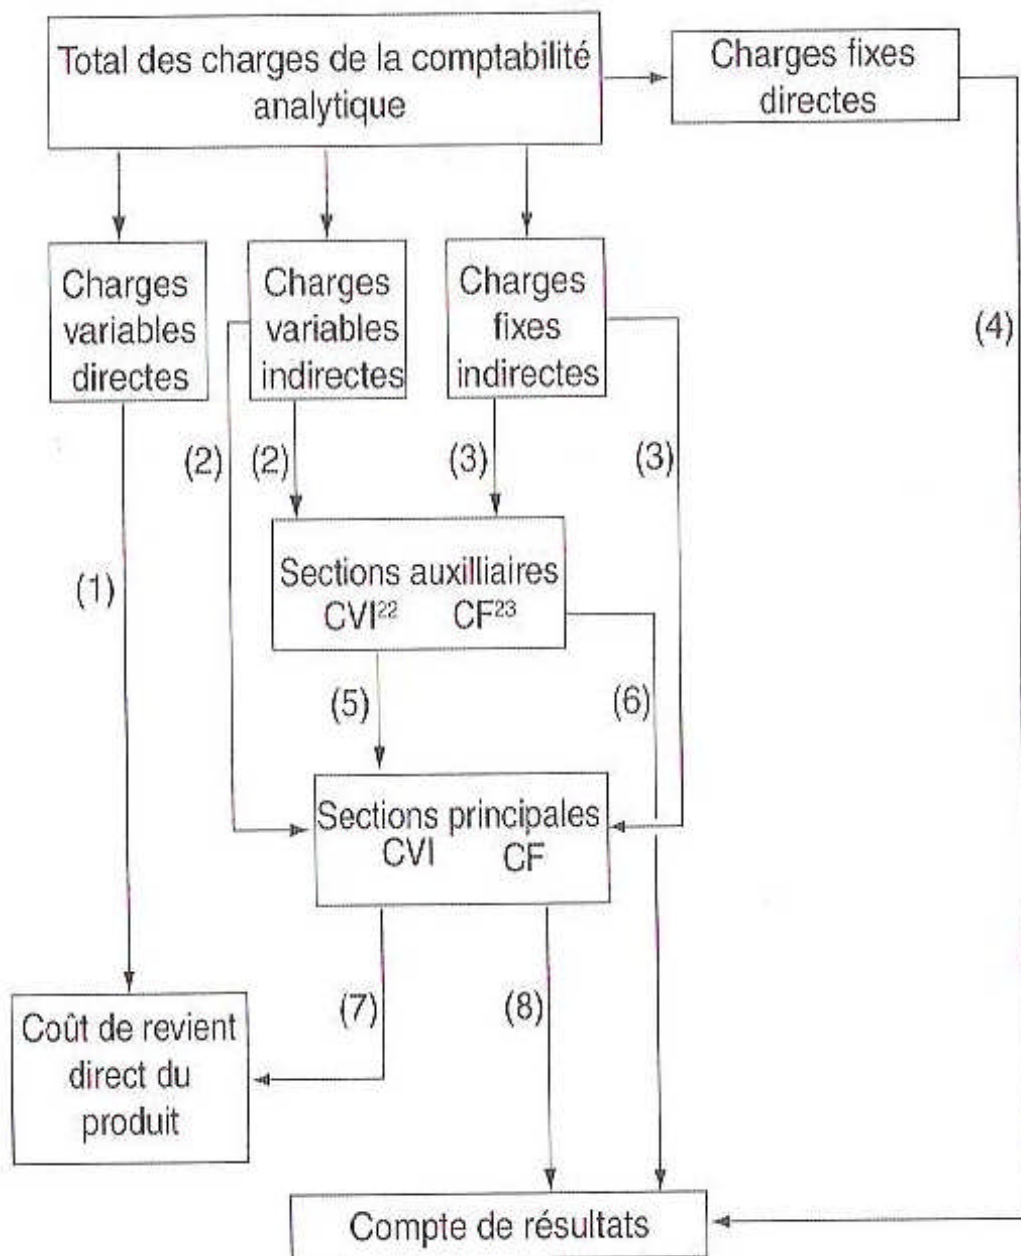 Total des charges de la comptabilité
analytique
Charges fixes
directes
Charges
variables
directes
Charges
variables
indirectes
Charges
fixes
indirectes
(4)
(2)
(2)
(3)
(3)
(1)
Sections auxilliaires
CVI²² CF²³
(5)
(6)
Sections principales
CVI CF
(7)
(8)
Coût de revient
direct du
produit
Compte de résultats